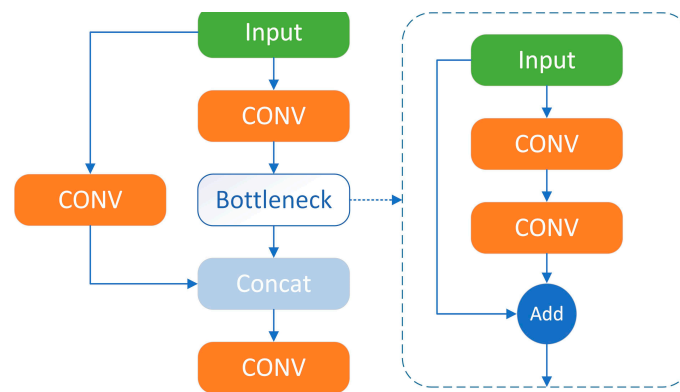 Input
CONV
CONV
Bottleneck
Concat
CONV
Input
CONV
CONV
Add